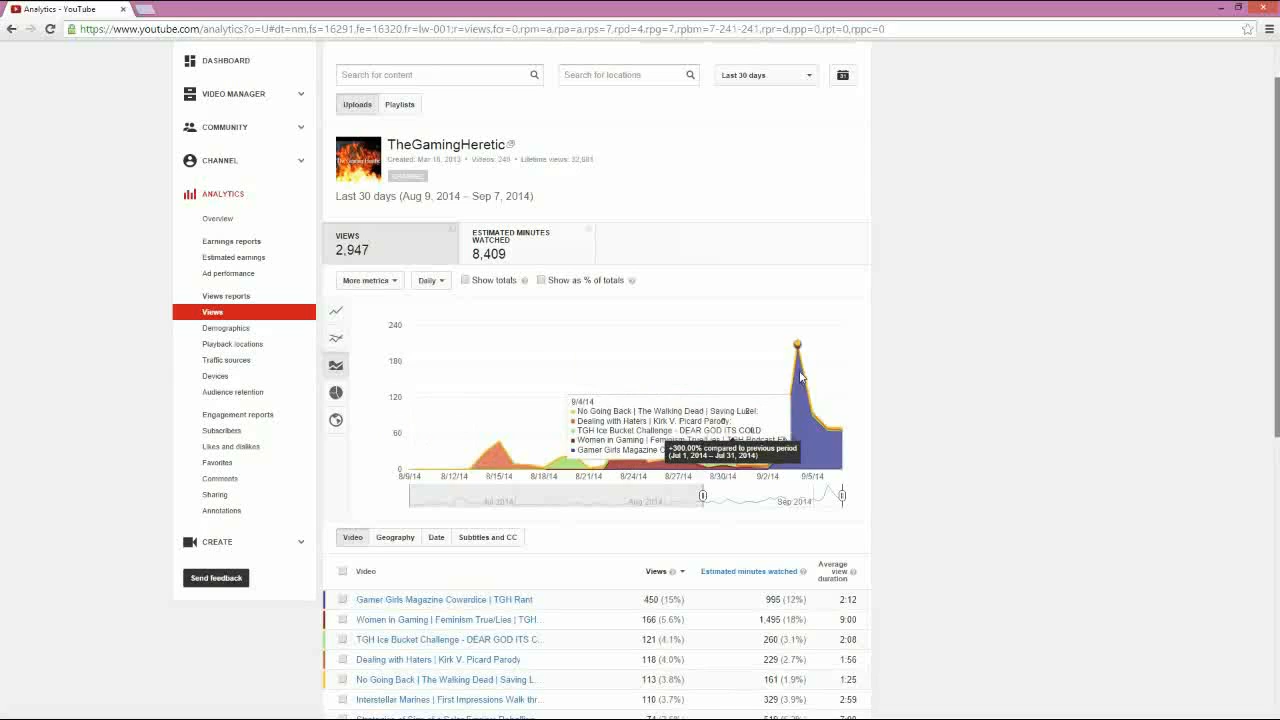 Analytics - YouTube
https://www.youtube.com/analytics?o=U#dt=nm,fs=16291,fe=16320,fr=lw-001;r=views,fcr=0,rpm=a,rpa=a,rps=7,rpd=4,rpg=7,rpbm=7-241-241,rpr=d,rpp=0,rpt=0,rppc=0
DASHBOARD
VIDEO MANAGER
COMMUNITY
CHANNEL
ANALYTICS
Overview
Earnings reports
Estimated earnings
Ad performance
Views reports
Views
Demographics
Playback locations
Traffic sources
Devices
Audience retention
Engagement reports
Subscribers
Likes and dislikes
Favorites
Comments
Sharing
Annotations
CREATE
Send feedback
Search for content
Search for locations
Last 30 days
31
Uploads Playlists
TheGamingHeretic
Created: Mar 16, 2013 • Videos: 246 • Lifetime views: 32,681
CHANNEL
Last 30 days (Aug 9, 2014 – Sep 7, 2014)
VIEWS
2,947
ESTIMATED MINUTES
WATCHED
8,409
More metrics Daily Show totals Show as % of totals
240
180
120
60
0
9/4/14
No Going Back | The Walking Dead | Saving
Dealing with Haters | Kirk V. Picard Parody:
TGH Ice Bucket Challenge - DEAR GOD ITS COLD
Women in Gaming | Feminism True/Lies | TGH Podcast
Gamer Girls Magazine
+300.00% compared to previous period
(Jul 1, 2014 – Jul 31, 2014)
8/9/14 8/12/14 8/15/14 8/18/14 8/21/14 8/24/14 8/27/14 8/30/14 9/2/14 9/5/14
Jul 2014 Aug 2014 Sep 2014
Video Geography Date Subtitles and CC
Video Views Estimated minutes watched Average view duration
Gamer Girls Magazine Cowardice | TGH Rant 450 (15%) 995 (12%) 2:12
Women in Gaming | Feminism True/Lies | TGH... 166 (5.6%) 1,495 (18%) 9:00
TGH Ice Bucket Challenge - DEAR GOD ITS C... 121 (4.1%) 260 (3.1%) 2:08
Dealing with Haters | Kirk V. Picard Parody 118 (4.0%) 229 (2.7%) 1:56
No Going Back | The Walking Dead | Saving L... 113 (3.8%) 161 (1.9%) 1:25
Interstellar Marines | First Impressions Walk thr... 110 (3.7%) 329 (3.9%) 2:59